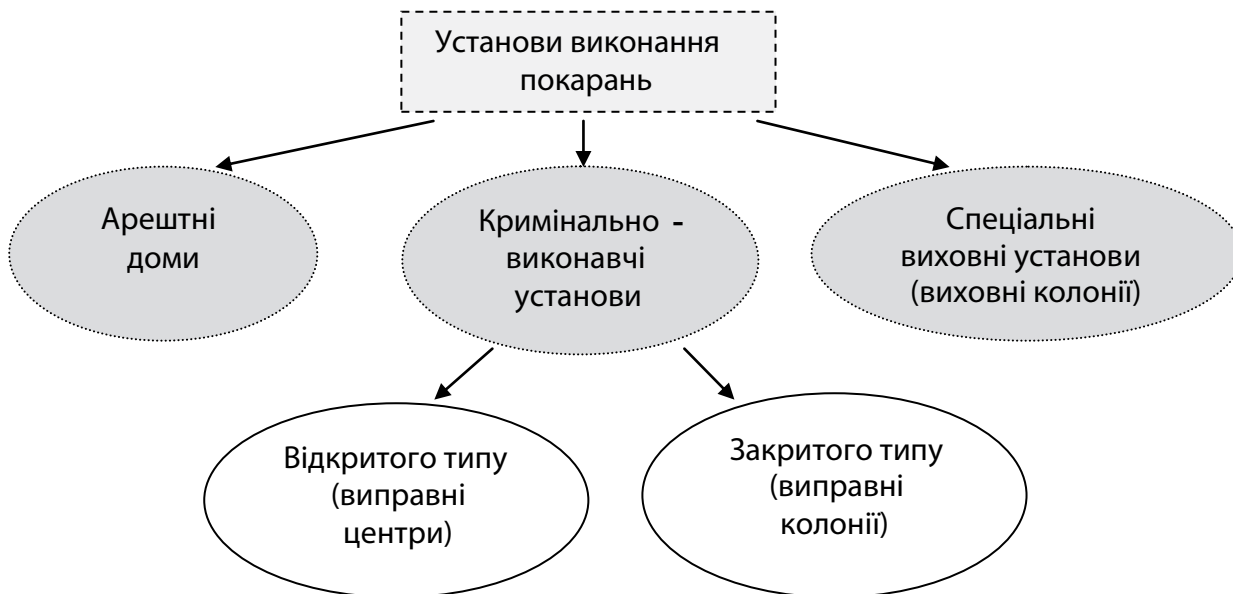 Установи виконання
покарань
Арештні
доми
Кримінально -
виконавчі
установи
Спеціальні
виховні установи
(виховні колонії)
Відкритого типу
(виправні
центри)
Закритого типу
(виправні
колонії)